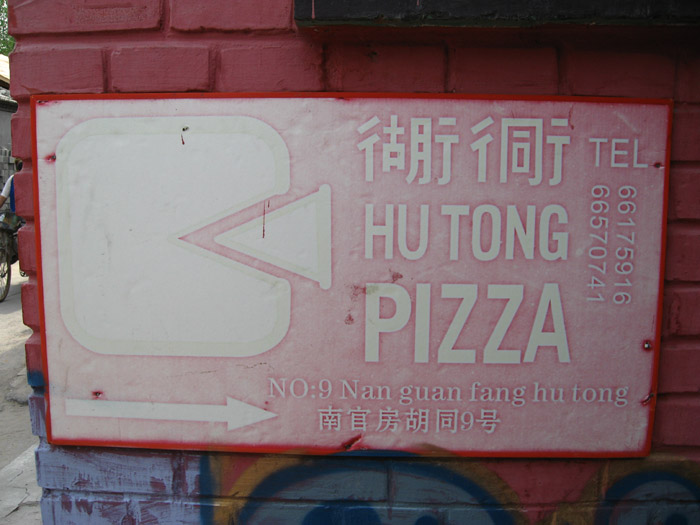 衚衕
HU TONG
PIZZA
TEL
66175916
66570741
NO:9 Nan guan fang hu tong
南官房胡同9号